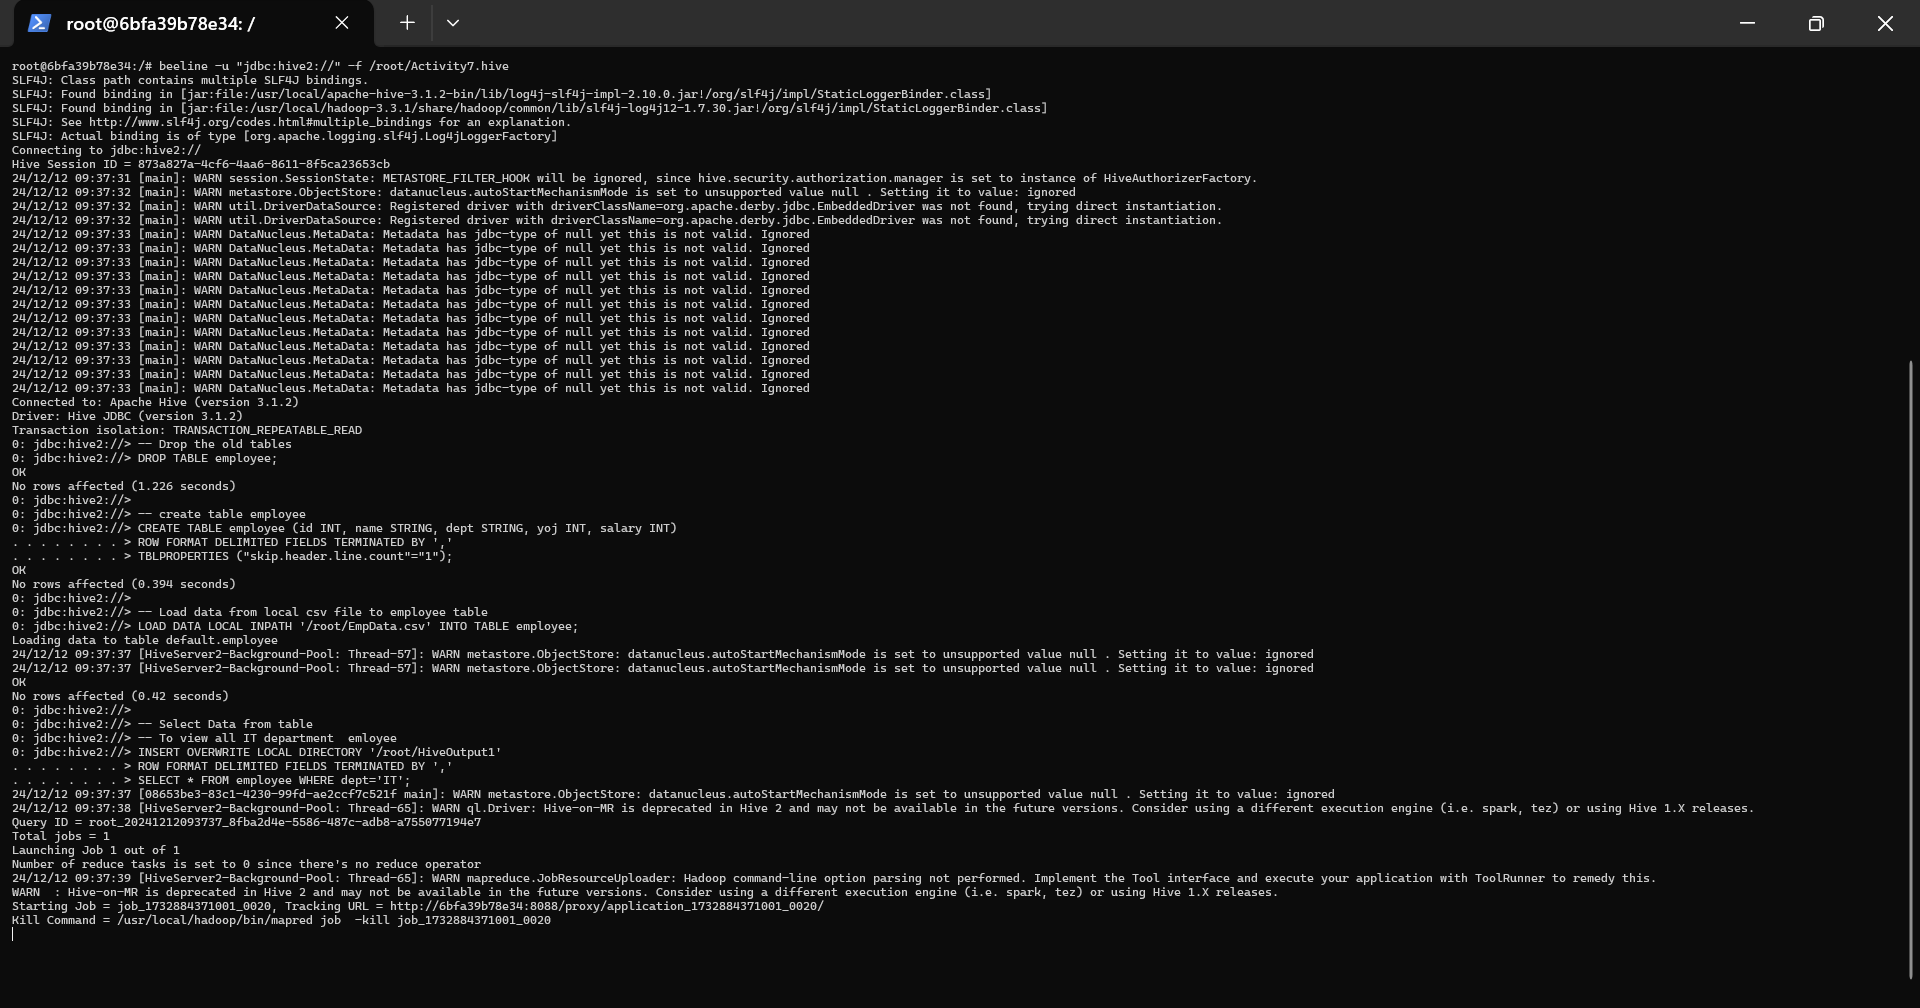 root@6bfa39b78e34: /
root@6bfa39b78e34:/# beeline -u "jdbc:hive2://" -f /root/Activity7.hive
SLF4J: Class path contains multiple SLF4J bindings.
SLF4J: Found binding in [jar:file:/usr/local/apache-hive-3.1.2-bin/lib/log4j-slf4j-impl-2.10.0.jar!/org/slf4j/impl/StaticLoggerBinder.class]
SLF4J: Found binding in [jar:file:/usr/local/hadoop-3.3.1/share/hadoop/common/lib/slf4j-log4j12-1.7.30.jar!/org/slf4j/impl/StaticLoggerBinder.class]
SLF4J: See http://www.slf4j.org/codes.html#multiple_bindings for an explanation.
SLF4J: Actual binding is of type [org.apache.logging.slf4j.Log4jLoggerFactory]
Connecting to jdbc:hive2://
Hive Session ID = 873a827a-4cf6-4aa6-8611-8f5ca23653cb
24/12/12 09:37:31 [main]: WARN session.SessionState: METASTORE_FILTER_HOOK will be ignored, since hive.security.authorization.manager is set to instance of HiveAuthorizerFactory.
24/12/12 09:37:32 [main]: WARN metastore.ObjectStore: datanucleus.autoStartMechanismMode is set to unsupported value null . Setting it to value: ignored
24/12/12 09:37:32 [main]: WARN util.DriverDataSource: Registered driver with driverClassName=org.apache.derby.jdbc.EmbeddedDriver was not found, trying direct instantiation.
24/12/12 09:37:32 [main]: WARN util.DriverDataSource: Registered driver with driverClassName=org.apache.derby.jdbc.EmbeddedDriver was not found, trying direct instantiation.
24/12/12 09:37:33 [main]: WARN DataNucleus.MetaData: Metadata has jdbc-type of null yet this is not valid. Ignored
24/12/12 09:37:33 [main]: WARN DataNucleus.MetaData: Metadata has jdbc-type of null yet this is not valid. Ignored
24/12/12 09:37:33 [main]: WARN DataNucleus.MetaData: Metadata has jdbc-type of null yet this is not valid. Ignored
24/12/12 09:37:33 [main]: WARN DataNucleus.MetaData: Metadata has jdbc-type of null yet this is not valid. Ignored
24/12/12 09:37:33 [main]: WARN DataNucleus.MetaData: Metadata has jdbc-type of null yet this is not valid. Ignored
24/12/12 09:37:33 [main]: WARN DataNucleus.MetaData: Metadata has jdbc-type of null yet this is not valid. Ignored
24/12/12 09:37:33 [main]: WARN DataNucleus.MetaData: Metadata has jdbc-type of null yet this is not valid. Ignored
24/12/12 09:37:33 [main]: WARN DataNucleus.MetaData: Metadata has jdbc-type of null yet this is not valid. Ignored
24/12/12 09:37:33 [main]: WARN DataNucleus.MetaData: Metadata has jdbc-type of null yet this is not valid. Ignored
24/12/12 09:37:33 [main]: WARN DataNucleus.MetaData: Metadata has jdbc-type of null yet this is not valid. Ignored
24/12/12 09:37:33 [main]: WARN DataNucleus.MetaData: Metadata has jdbc-type of null yet this is not valid. Ignored
24/12/12 09:37:33 [main]: WARN DataNucleus.MetaData: Metadata has jdbc-type of null yet this is not valid. Ignored
Connected to: Apache Hive (version 3.1.2)
Driver: Hive JDBC (version 3.1.2)
Transaction isolation: TRANSACTION_REPEATABLE_READ
0: jdbc:hive2://> -- Drop the old tables
0: jdbc:hive2://> DROP TABLE employee;
OK
No rows affected (1.226 seconds)
0: jdbc:hive2://>
0: jdbc:hive2://> -- create table employee
0: jdbc:hive2://> CREATE TABLE employee (id INT, name STRING, dept STRING, yoj INT, salary INT)
. . . . . . . . > ROW FORMAT DELIMITED FIELDS TERMINATED BY ','
. . . . . . . . > TBLPROPERTIES ("skip.header.line.count"="1");
OK
No rows affected (0.394 seconds)
0: jdbc:hive2://>
0: jdbc:hive2://> -- Load data from local csv file to employee table
0: jdbc:hive2://> LOAD DATA LOCAL INPATH '/root/EmpData.csv' INTO TABLE employee;
Loading data to table default.employee
24/12/12 09:37:37 [HiveServer2-Background-Pool: Thread-57]: WARN metastore.ObjectStore: datanucleus.autoStartMechanismMode is set to unsupported value null . Setting it to value: ignored
24/12/12 09:37:37 [HiveServer2-Background-Pool: Thread-57]: WARN metastore.ObjectStore: datanucleus.autoStartMechanismMode is set to unsupported value null . Setting it to value: ignored
OK
No rows affected (0.42 seconds)
0: jdbc:hive2://>
0: jdbc:hive2://> -- Select Data from table
0: jdbc:hive2://> -- To view all IT department  emloyee
0: jdbc:hive2://> INSERT OVERWRITE LOCAL DIRECTORY '/root/HiveOutput1'
. . . . . . . . > ROW FORMAT DELIMITED FIELDS TERMINATED BY ','
. . . . . . . . > SELECT * FROM employee WHERE dept='IT';
24/12/12 09:37:37 [08653be3-83c1-4230-99fd-ae2ccf7c521f main]: WARN metastore.ObjectStore: datanucleus.autoStartMechanismMode is set to unsupported value null . Setting it to value: ignored
24/12/12 09:37:38 [HiveServer2-Background-Pool: Thread-65]: WARN ql.Driver: Hive-on-MR is deprecated in Hive 2 and may not be available in the future versions. Consider using a different execution engine (i.e. spark, tez) or using Hive 1.X releases.
Query ID = root_20241212093737_8fba2d4e-5586-487c-adb8-a755077194e7
Total jobs = 1
Launching Job 1 out of 1
Number of reduce tasks is set to 0 since there's no reduce operator
24/12/12 09:37:39 [HiveServer2-Background-Pool: Thread-65]: WARN mapreduce.JobResourceUploader: Hadoop command-line option parsing not performed. Implement the Tool interface and execute your application with ToolRunner to remedy this.
WARN  : Hive-on-MR is deprecated in Hive 2 and may not be available in the future versions. Consider using a different execution engine (i.e. spark, tez) or using Hive 1.X releases.
Starting Job = job_1732884371001_0020, Tracking URL = http://6bfa39b78e34:8088/proxy/application_1732884371001_0020/
Kill Command = /usr/local/hadoop/bin/mapred job  -kill job_1732884371001_0020